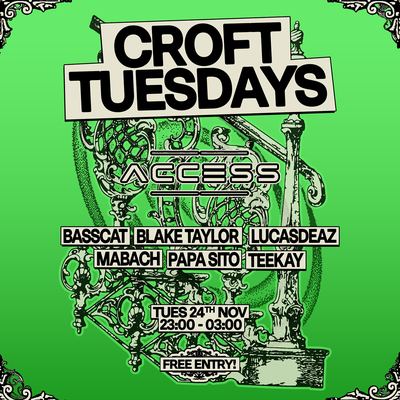 CROFT
TUESDAYS
ACCESS
BASSCAT BLAKE TAYLOR LUCASDEAZ
MABACH PAPA SITO TEEKAY
TUES 24TH NOV
23:00 - 03:00
FREE ENTRY!